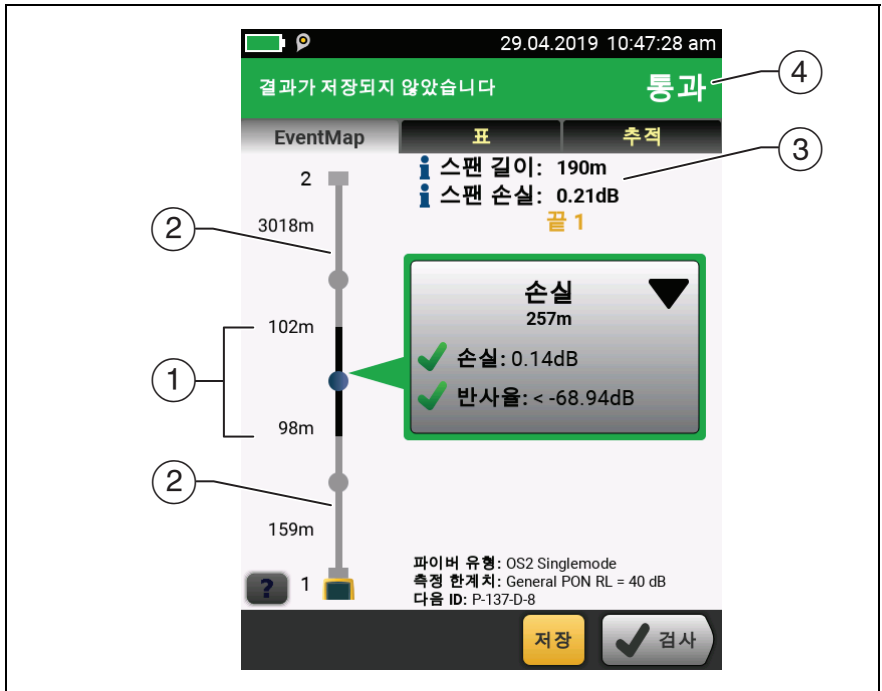 29.04.2019 10:47:28 am
결과가 저장되지 않았습니다
통과
4
EventMap
표
추적
3
2
스팬 길이: 190m
스팬 손실: 0.21dB
끝 1
3018m
2
손실
257m
102m
손실: 0.14dB
1
반사율: < -68.94dB
98m
2
159m
파이버 유형: OS2 Singlemode
측정 한계치: General PON RL = 40 dB
다음 ID: P-137-D-8
? 1
저장
검사